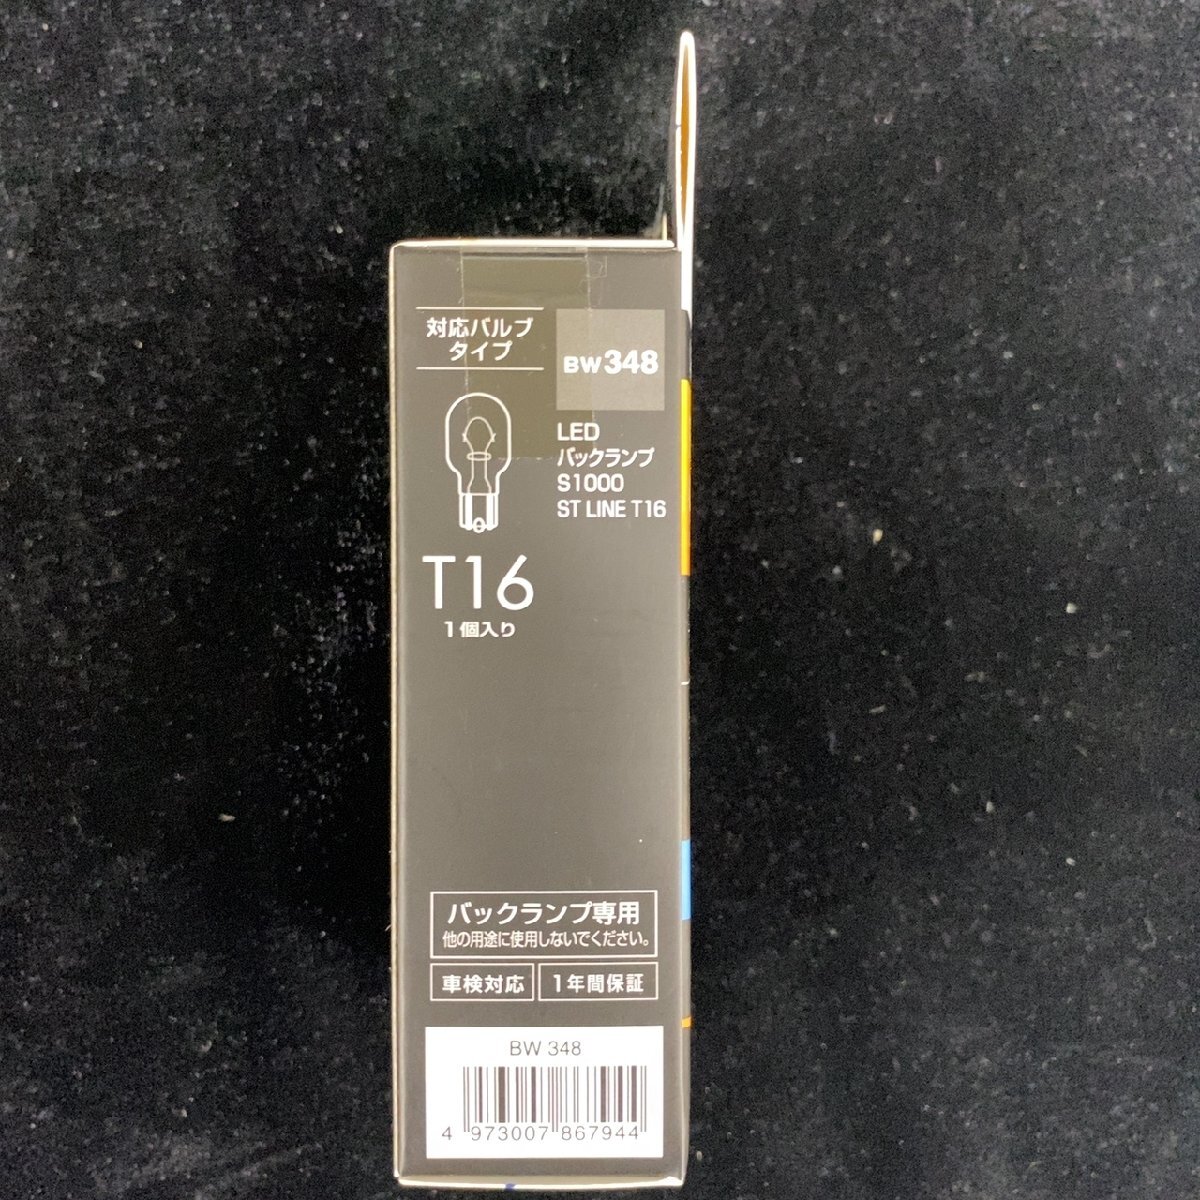 対応バルブ
タイプ
BW348
LED
バックランプ
S1000
ST LINE T16
T16
1個入り
バックランプ専用
他の用途に使用しないでください。
車検対応
1年間保証
BW 348
4 973007 867944